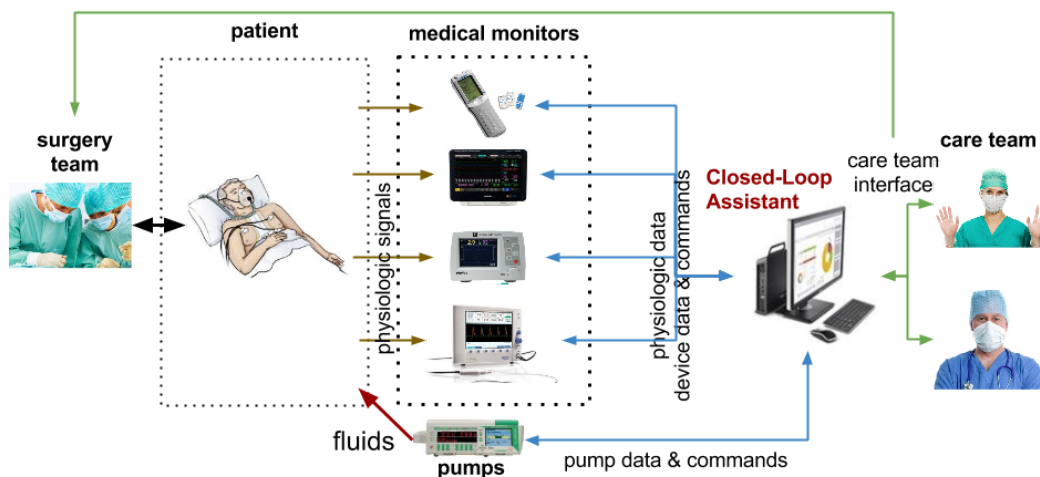 patient
medical monitors
surgery
team
care team
care team
interface
Closed-Loop
Assistant
physiologic signals
physiologic data
device data & commands
fluids
pumps
pump data & commands